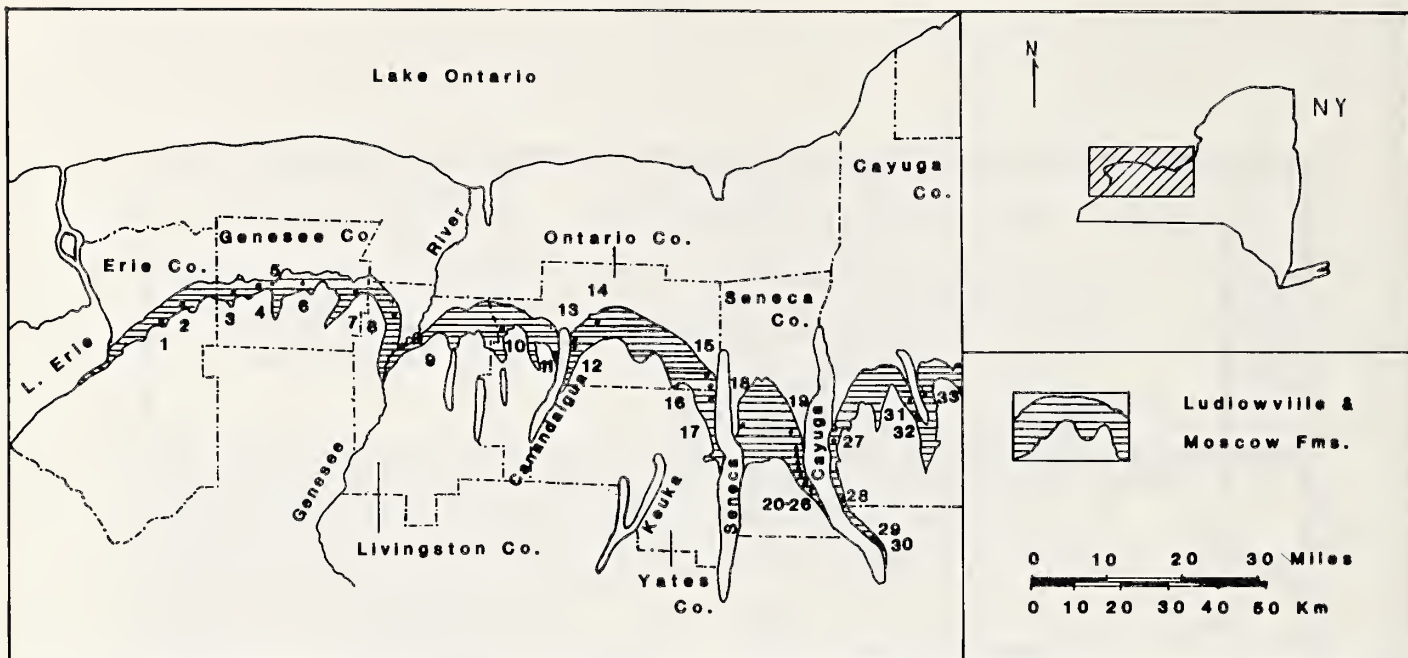 Lake Ontario
N
NY
Cayuga
Co.
Genesee Co.
River
Ontario Co.
Erie Co.
Seneca
Co.
L. Erie
1
2
3
4
5
6
7
8
8
9
10
11
12
13
14
15
16
17
18
19
20-26
27
28
29
30
31
32
33
Canandaigua
Genesee
Keuka
Seneca
Cayuga
Livingston Co.
Yates
Co.
Ludlowville &
Moscow Fms.
0 10 20 30 Miles
0 10 20 30 40 50 Km